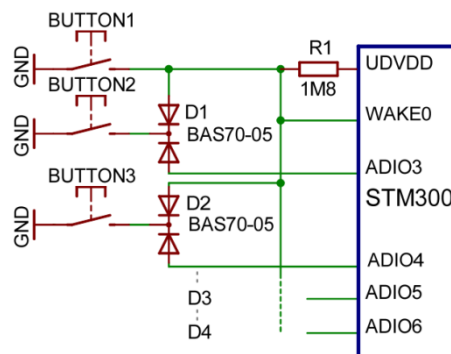 BUTTON1
GND
BUTTON2
GND
BUTTON3
GND
D1
BAS70-05
D2
BAS70-05
D3
D4
R1
1M8
UDVDD
WAKE0
ADIO3
STM300
ADIO4
ADIO5
ADIO6